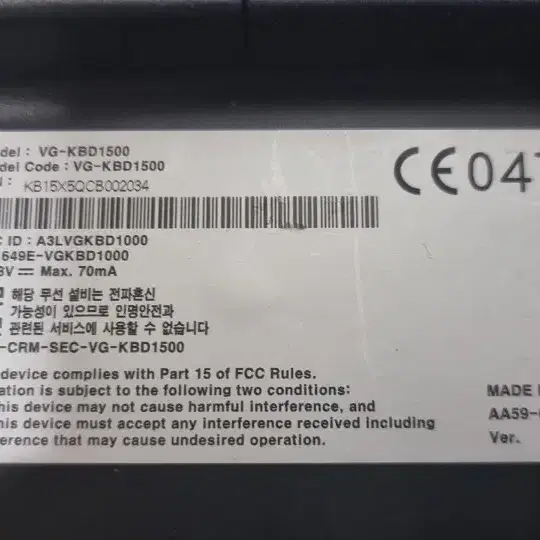 del : VG-KBD1500
del Code : VG-KBD1500
: KB15X5QCB002034
CE 04
C ID : A3LVGKBD1000
649E-VGKBD1000
3V Max. 70mA
해당 무선 설비는 전파혼신
가능성이 있으므로 인명안전과
관련된 서비스에 사용할 수 없습니다
-CRM-SEC-VG-KBD1500
device complies with Part 15 of FCC Rules.
ation is subject to the following two conditions:
his device may not cause harmful interference, and
his device must accept any interference received including
erence that may cause undesired operation.
MADE
AA59-
Ver.